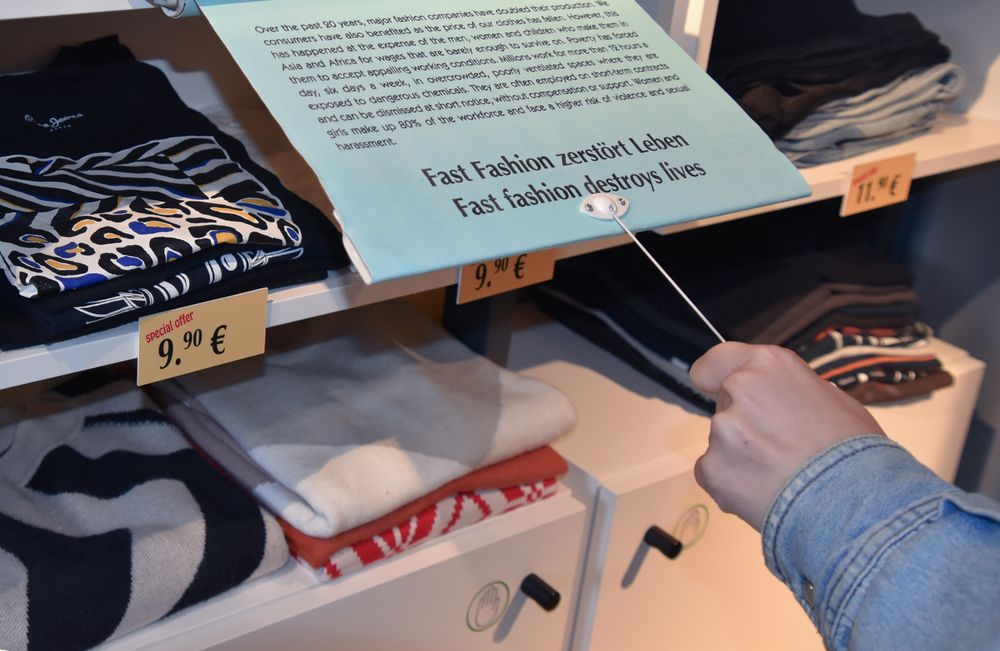 Over the past 20 years, major fashion companies have doubled their production. We
consumers have also benefited as the price of our clothes has fallen. However, this
has happened at the expense of the men, women and children who make them in
Asia and Africa for wages that are barely enough to survive on. Poverty has forced
them to accept appalling working conditions. Millions work for more than 12 hours a
day, six days a week, in overcrowded, poorly ventilated spaces where they are
exposed to dangerous chemicals. They are often employed on short-term contracts
and can be dismissed at short notice, without compensation or support. Women and
girls make up 80% of the workforce and face a higher risk of violence and sexual
harassment.
Fast Fashion zerstört Leben
Fast fashion destroys lives
special offer
9.90 €
9.90 €
11.90 €